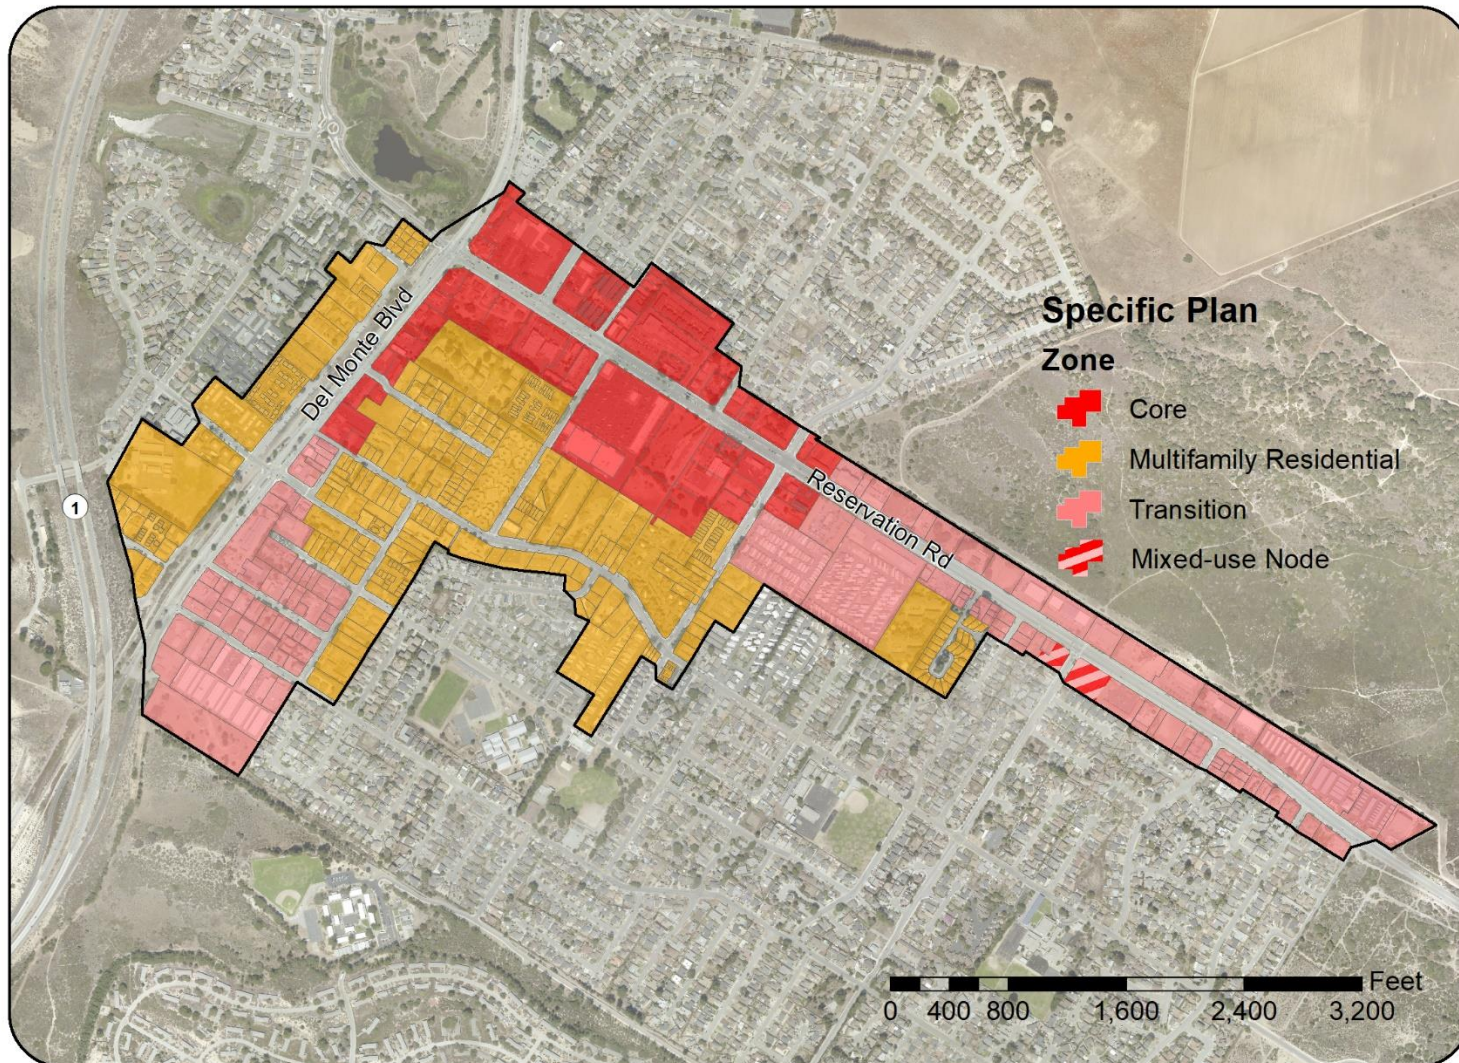 Specific Plan
Zone
Core
Multifamily Residential
Transition
Mixed-use Node
Del Monte Blvd
Reservation Rd
1
Feet
0 400 800 1,600 2,400 3,200